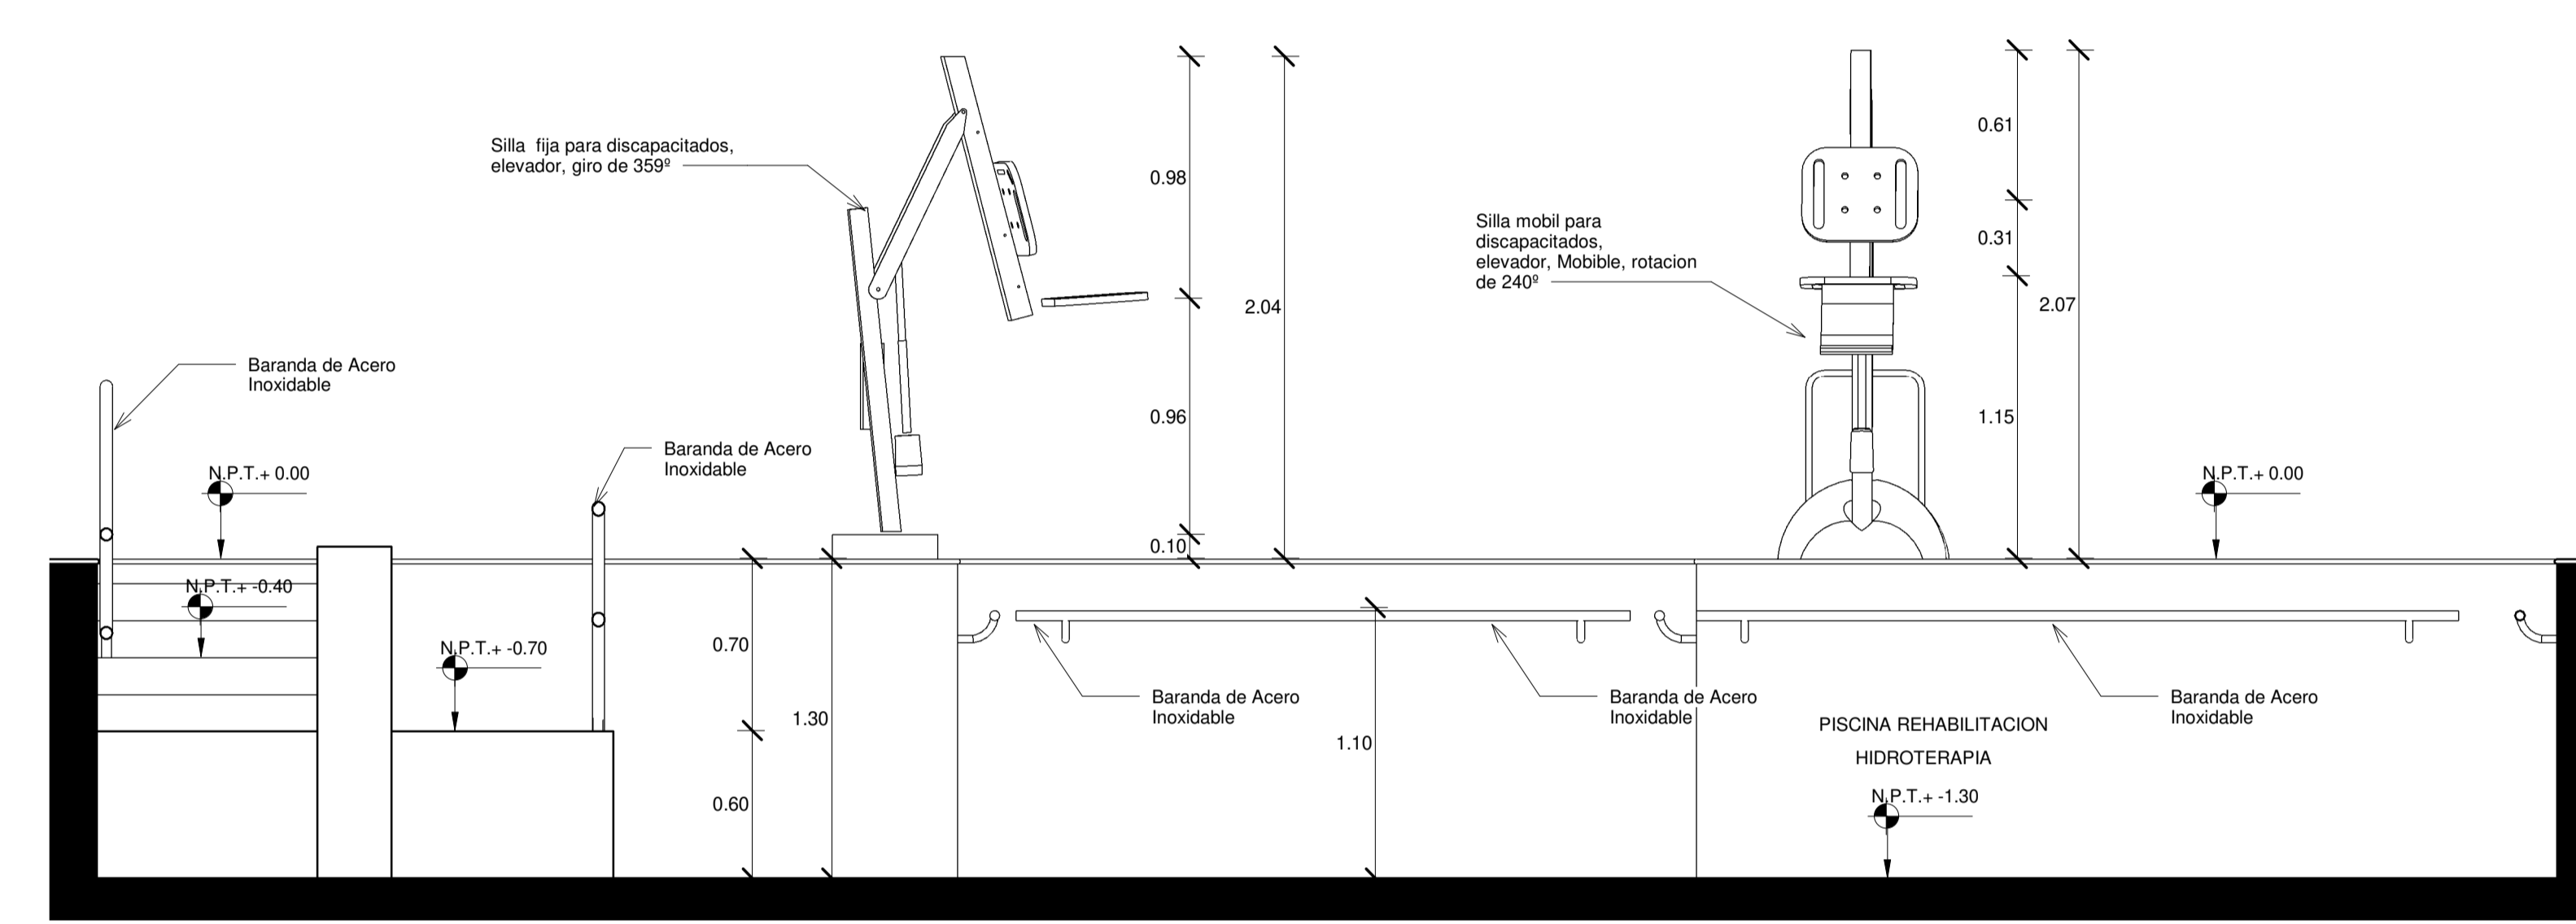 Silla fija para discapacitados,
elevador, giro de 359º
0.98
2.04
0.96
0.10
Silla mobil para
discapacitados,
elevador, Mobible, rotacion
de 240º
0.61
0.31
2.07
1.15
Baranda de Acero
Inoxidable
Baranda de Acero
Inoxidable
N.P.T.+ 0.00
N.P.T.+ 0.00
N.P.T.+ -0.40
N.P.T.+ -0.70
0.70
1.30
0.60
1.10
Baranda de Acero
Inoxidable
Baranda de Acero
Inoxidable
Baranda de Acero
Inoxidable
PISCINA REHABILITACION
HIDROTERAPIA
N.P.T.+ -1.30